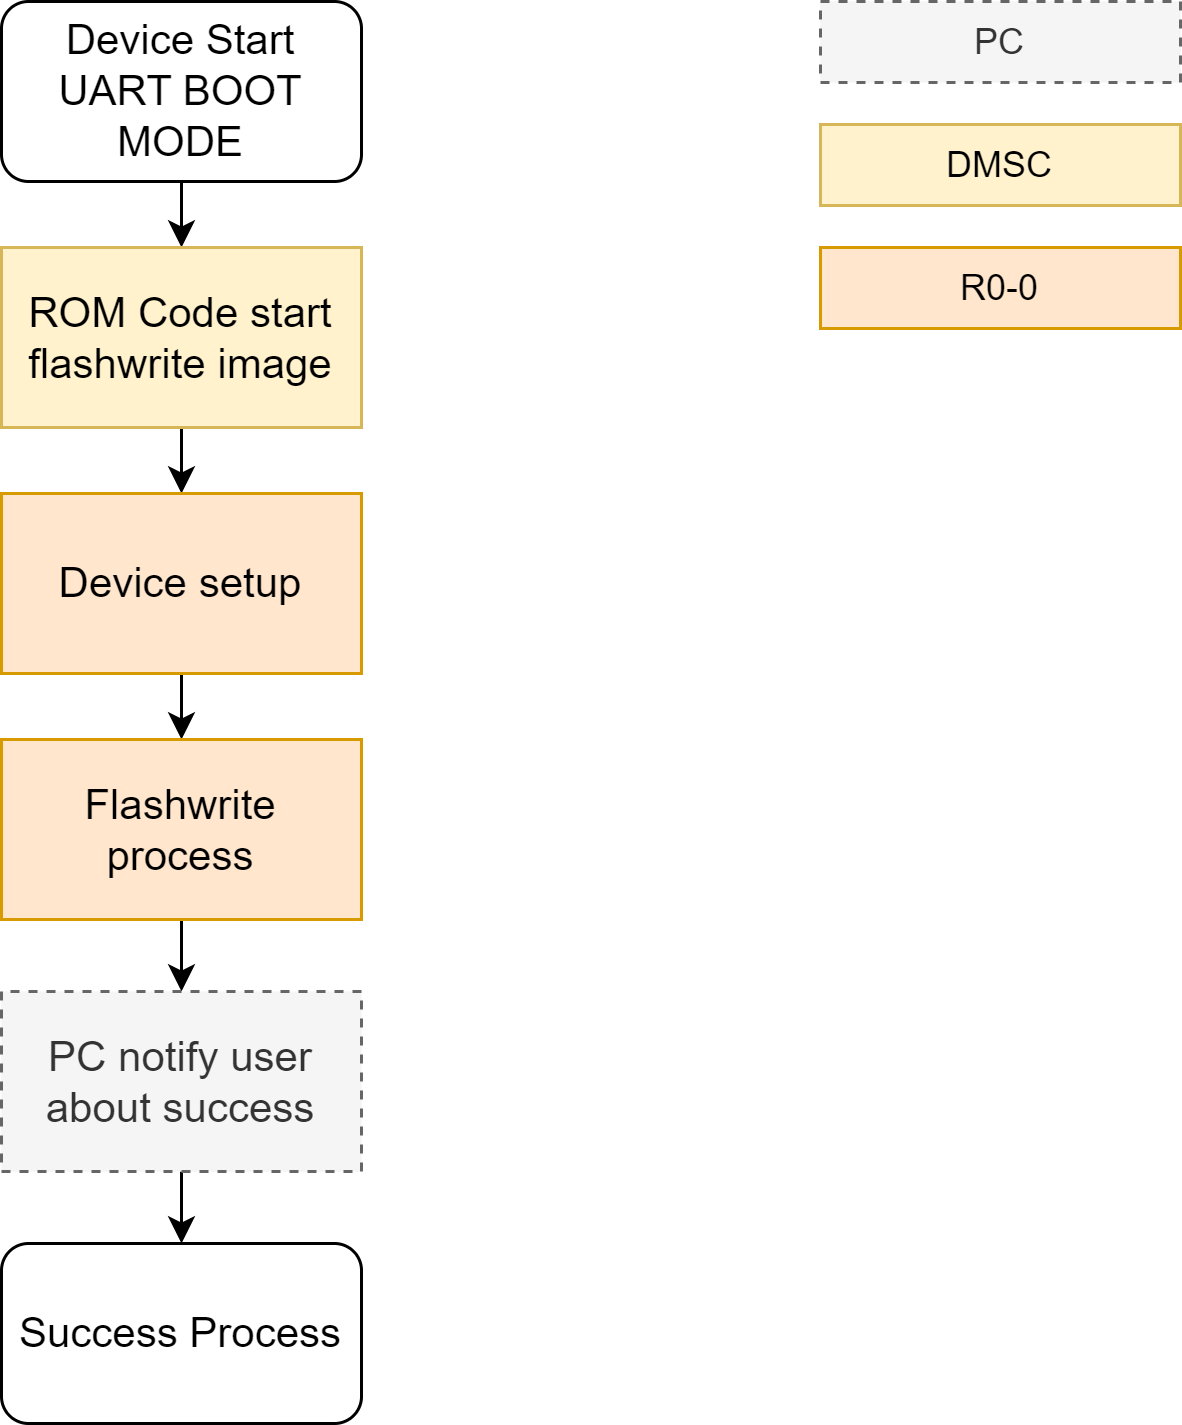 Device Start
UART BOOT
MODE
ROM Code start
flashwrite image
Device setup
Flashwrite
process
PC notify user
about success
Success Process
PC
DMSC
R0-0